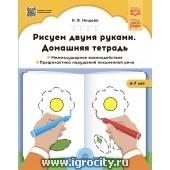 Н. В. Нищева
Рисуем двумя руками.
Домашняя тетрадь
Межполушарное взаимодействие
Профилактика нарушений письменной речи
4-7 лет
www.igrocity.ru